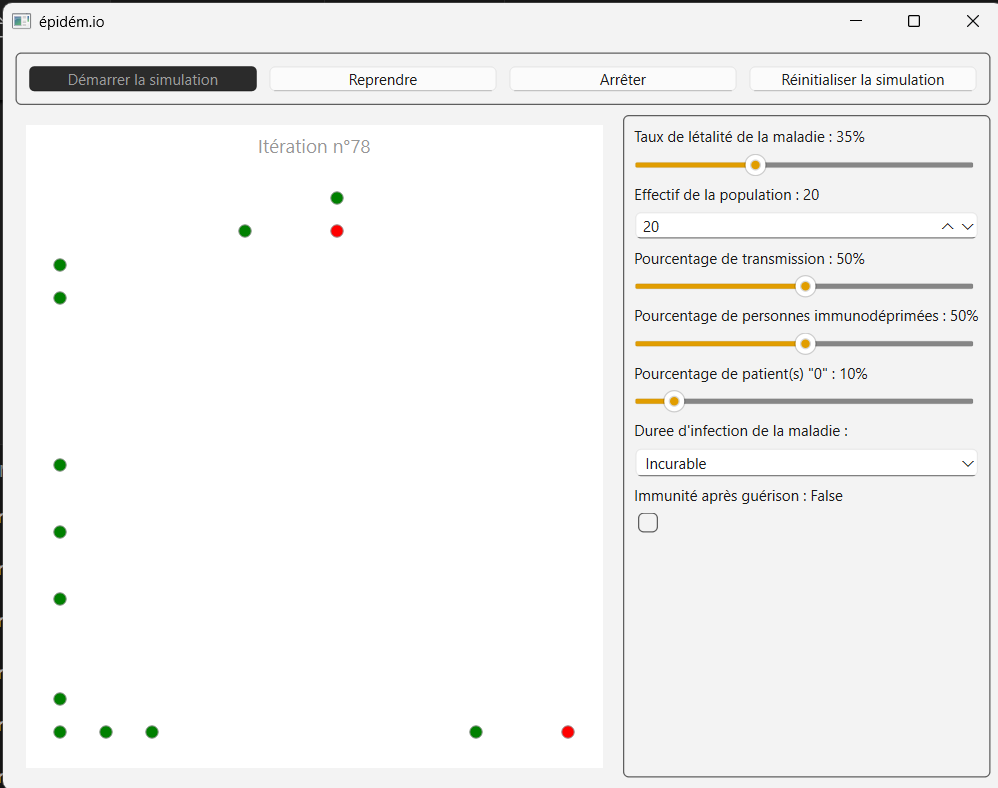 épidém.io
Démarrer la simulation
Reprendre
Arrêter
Réinitialiser la simulation
Itération n°78
Taux de létalité de la maladie : 35%
Effectif de la population : 20
20
Pourcentage de transmission : 50%
Pourcentage de personnes immunodéprimées : 50%
Pourcentage de patient(s) "0" : 10%
Duree d'infection de la maladie :
Incurable
Immunité après guérison : False